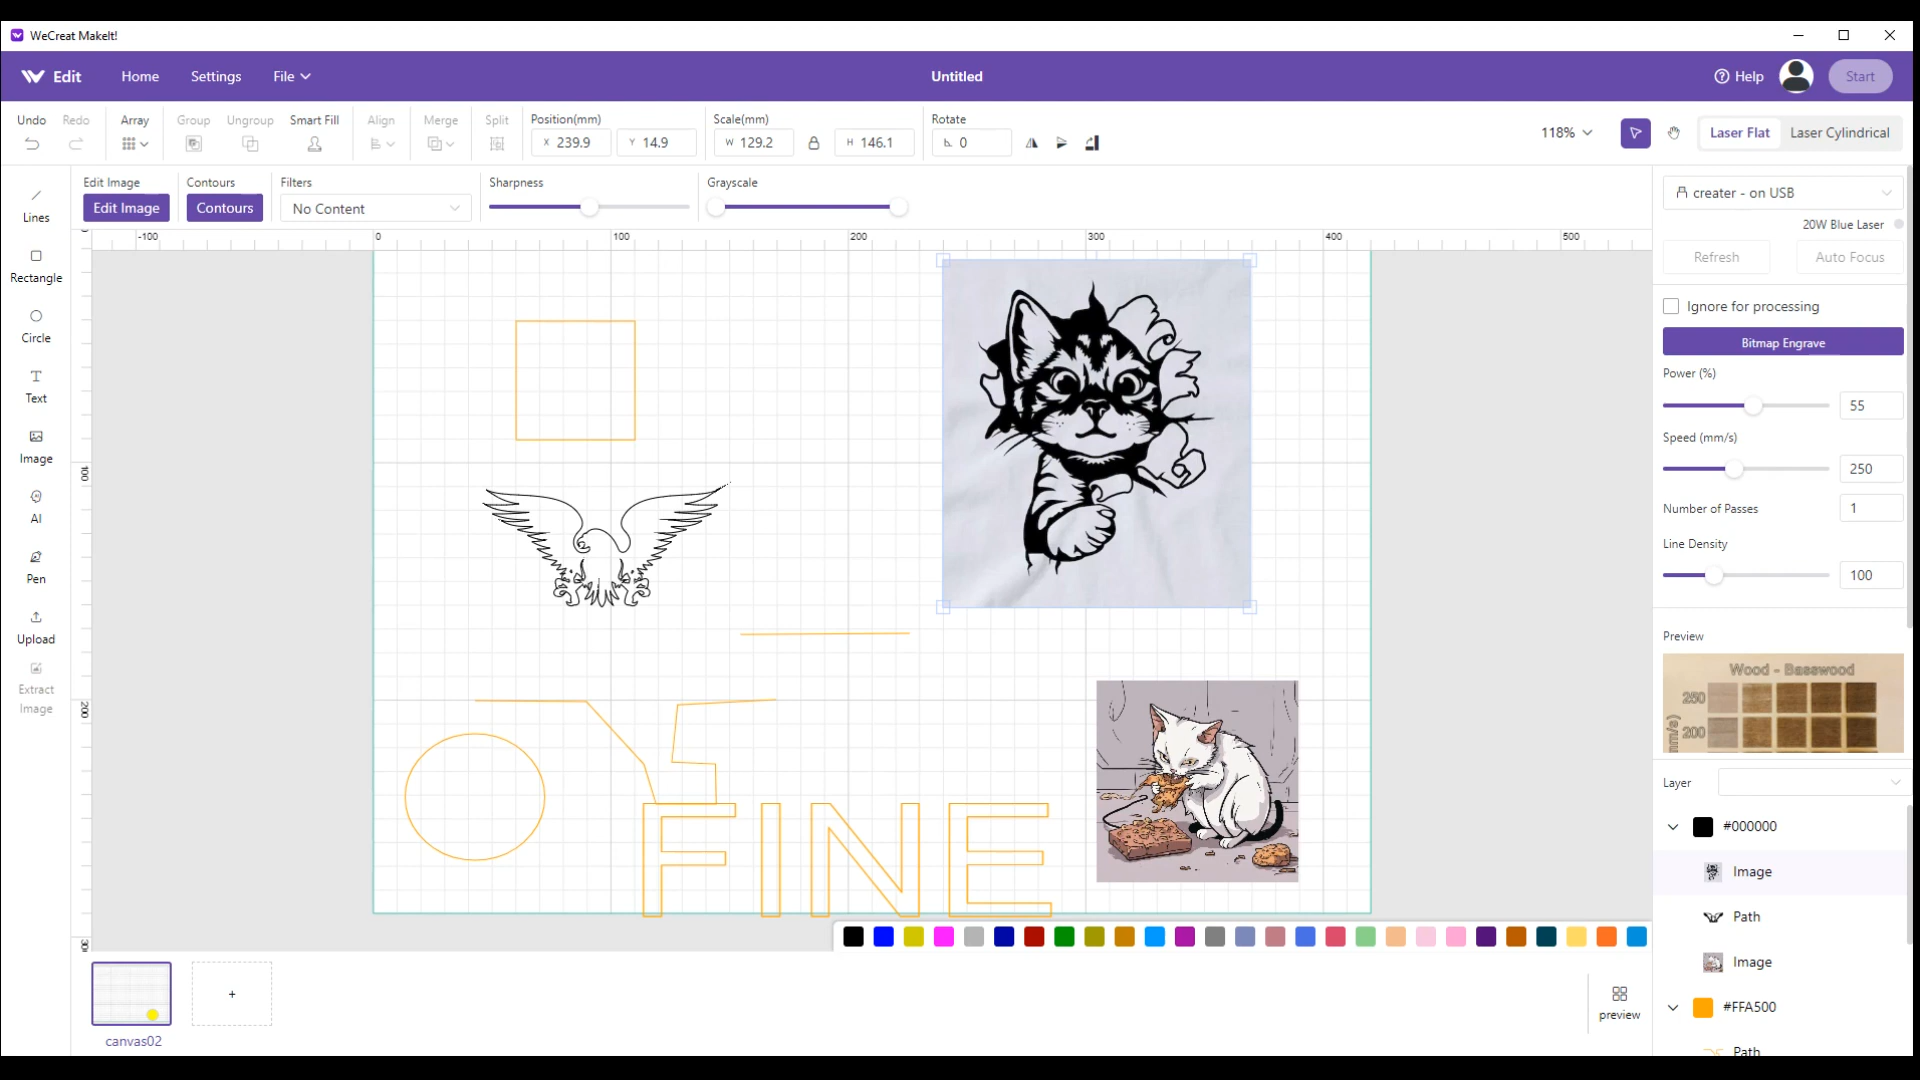 WeCreat MakeIt!
Edit Home Settings File Untitled Help Start
Undo Redo Array Group Ungroup Smart Fill Align Merge Split Position(mm) Scale(mm) Rotate
X 239.9 Y 14.9 W 129.2 H 146.1 0 118% Laser Flat Laser Cylindrical
Edit Image Contours Filters Sharpness Grayscale
Edit Image Contours No Content
-100 0 100 200 300 400 500
Lines
Rectangle
Circle
Text
Image
AI
Pen
Upload
Extract
Image
100
200
FINE
creater - on USB
20W Blue Laser
Refresh Auto Focus
Ignore for processing
Bitmap Engrave
Power (%)
55
Speed (mm/s)
250
Number of Passes 1
Line Density
100
Preview
Wood - Basswood
250
200
Layer
#000000
Image
Path
Image
#FFA500
Path
+
canvas02
preview